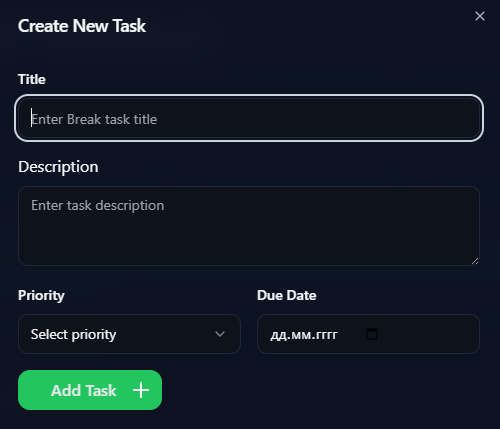 Create New Task
Title
Enter Break task title
Description
Enter task description
Priority
Due Date
Select priority
дд.мм.гггг
Add Task